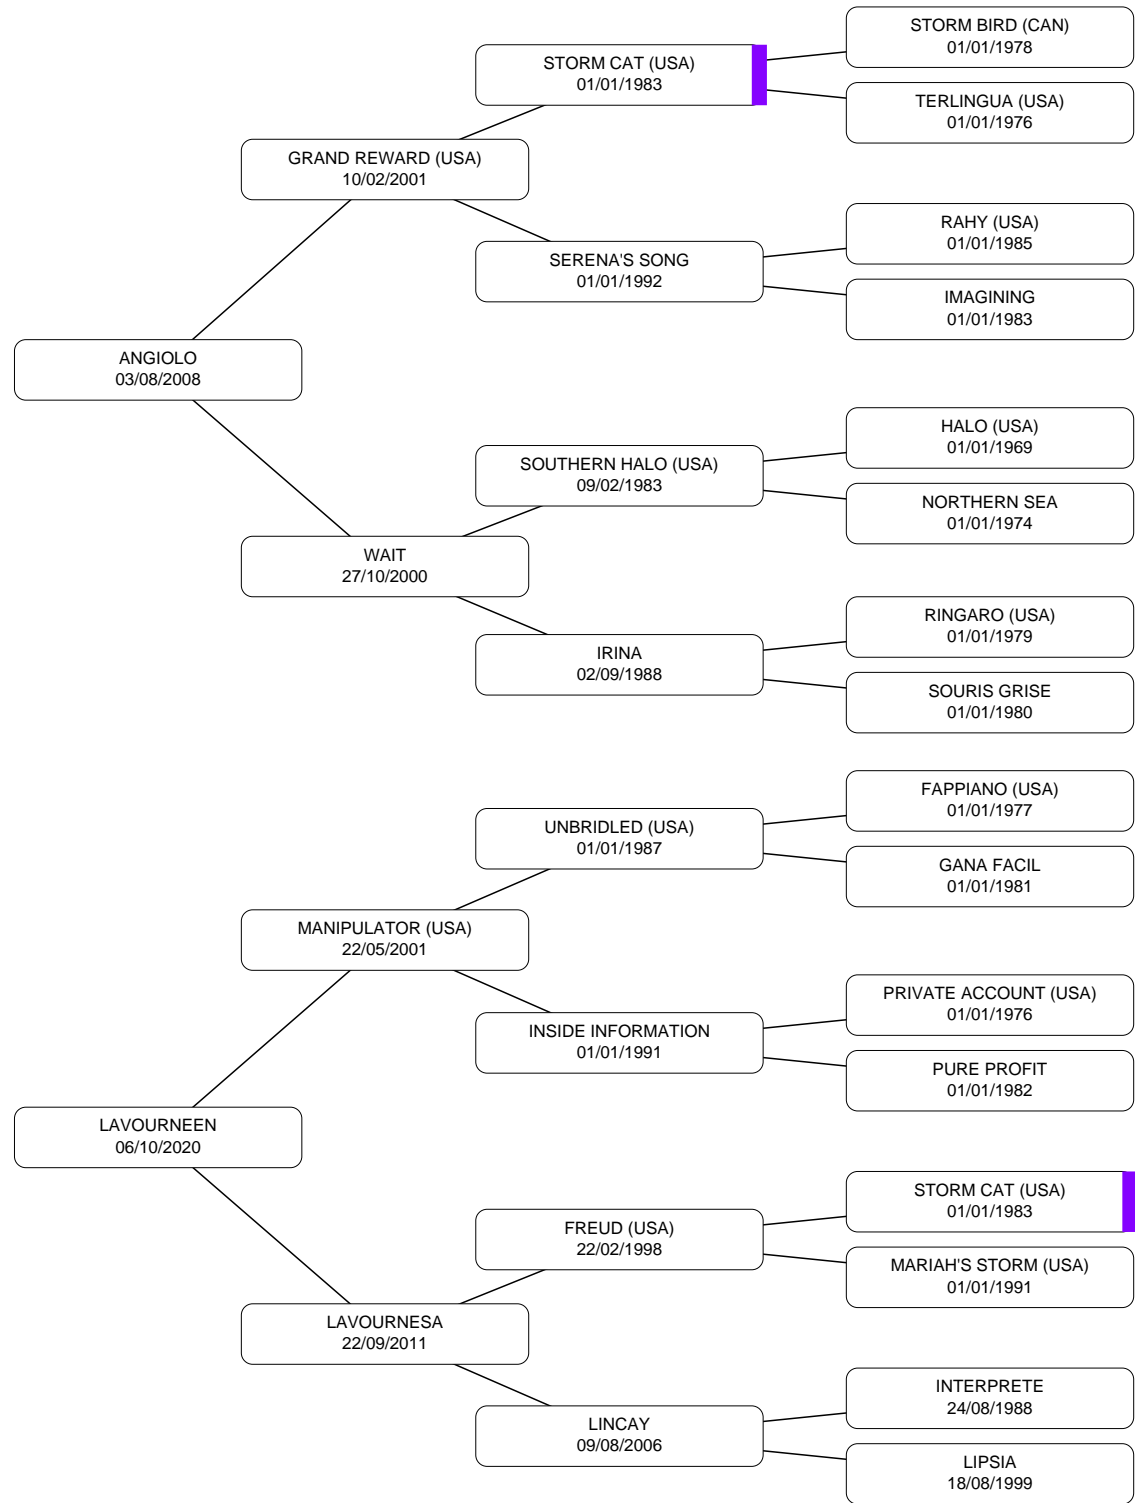 STORM BIRD (CAN)
01/01/1978
STORM CAT (USA)
01/01/1983
TERLINGUA (USA)
01/01/1976
GRAND REWARD (USA)
10/02/2001
RAHY (USA)
01/01/1985
SERENA'S SONG
01/01/1992
IMAGINING
01/01/1983
ANGIOLO
03/08/2008
HALO (USA)
01/01/1969
SOUTHERN HALO (USA)
09/02/1983
NORTHERN SEA
01/01/1974
WAIT
27/10/2000
RINGARO (USA)
01/01/1979
IRINA
02/09/1988
SOURIS GRISE
01/01/1980
FAPPIANO (USA)
01/01/1977
UNBRIDLED (USA)
01/01/1987
GANA FACIL
01/01/1981
MANIPULATOR (USA)
22/05/2001
PRIVATE ACCOUNT (USA)
01/01/1976
INSIDE INFORMATION
01/01/1991
PURE PROFIT
01/01/1982
LAVOURNEEN
06/10/2020
STORM CAT (USA)
01/01/1983
FREUD (USA)
22/02/1998
MARIAH'S STORM (USA)
01/01/1991
LAVOURNESA
22/09/2011
INTERPRETE
24/08/1988
LINCAY
09/08/2006
LIPSIA
18/08/1999